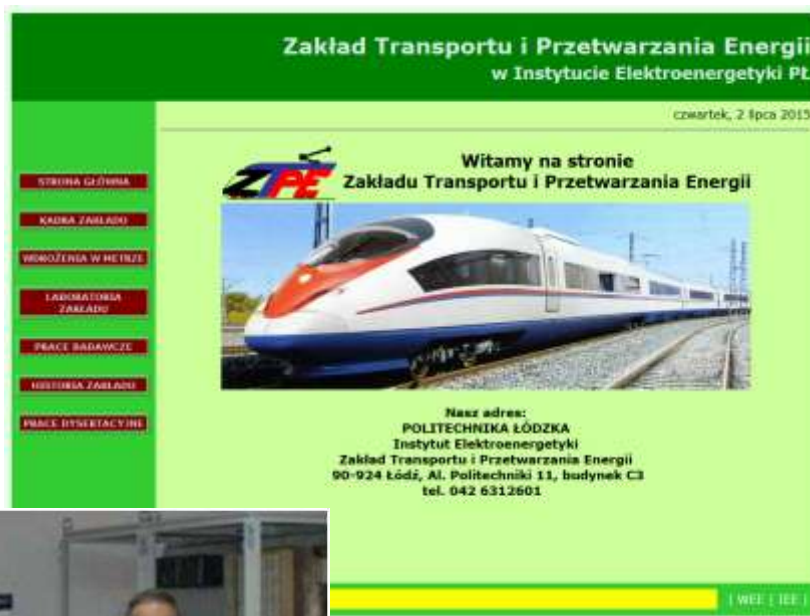 Zakład Transportu i Przetwarzania Energii
w Instytucie Elektroenergetyki PŁ
czwartek, 2 lipca 2015
STRONA GŁÓWNA
KADRA ZAKŁADU
WDROŻENIA W METRZE
LABORATORIA
ZAKŁADU
PRACE BADAWCZE
HISTORIA ZAKŁADU
PRACE DYSERTACYJNE
ZTPE
Witamy na stronie
Zakładu Transportu i Przetwarzania Energii
Nasz adres:
POLITECHNIKA ŁÓDZKA
Instytut Elektroenergetyki
Zakład Transportu i Przetwarzania Energii
90-924 Łódź, Al. Politechniki 11, budynek C3
tel. 042 6312601
| WEE | IEE |